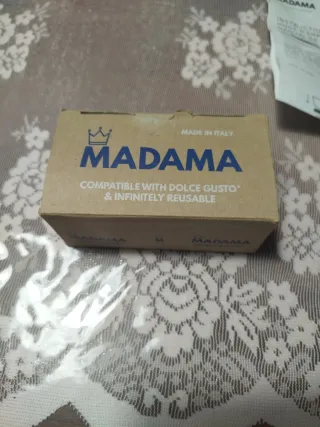 MADAMA
MADE IN ITALY
MADAMA
COMPATIBLE WITH DOLCE GUSTO*
& INFINITELY REUSABLE
MADAMA